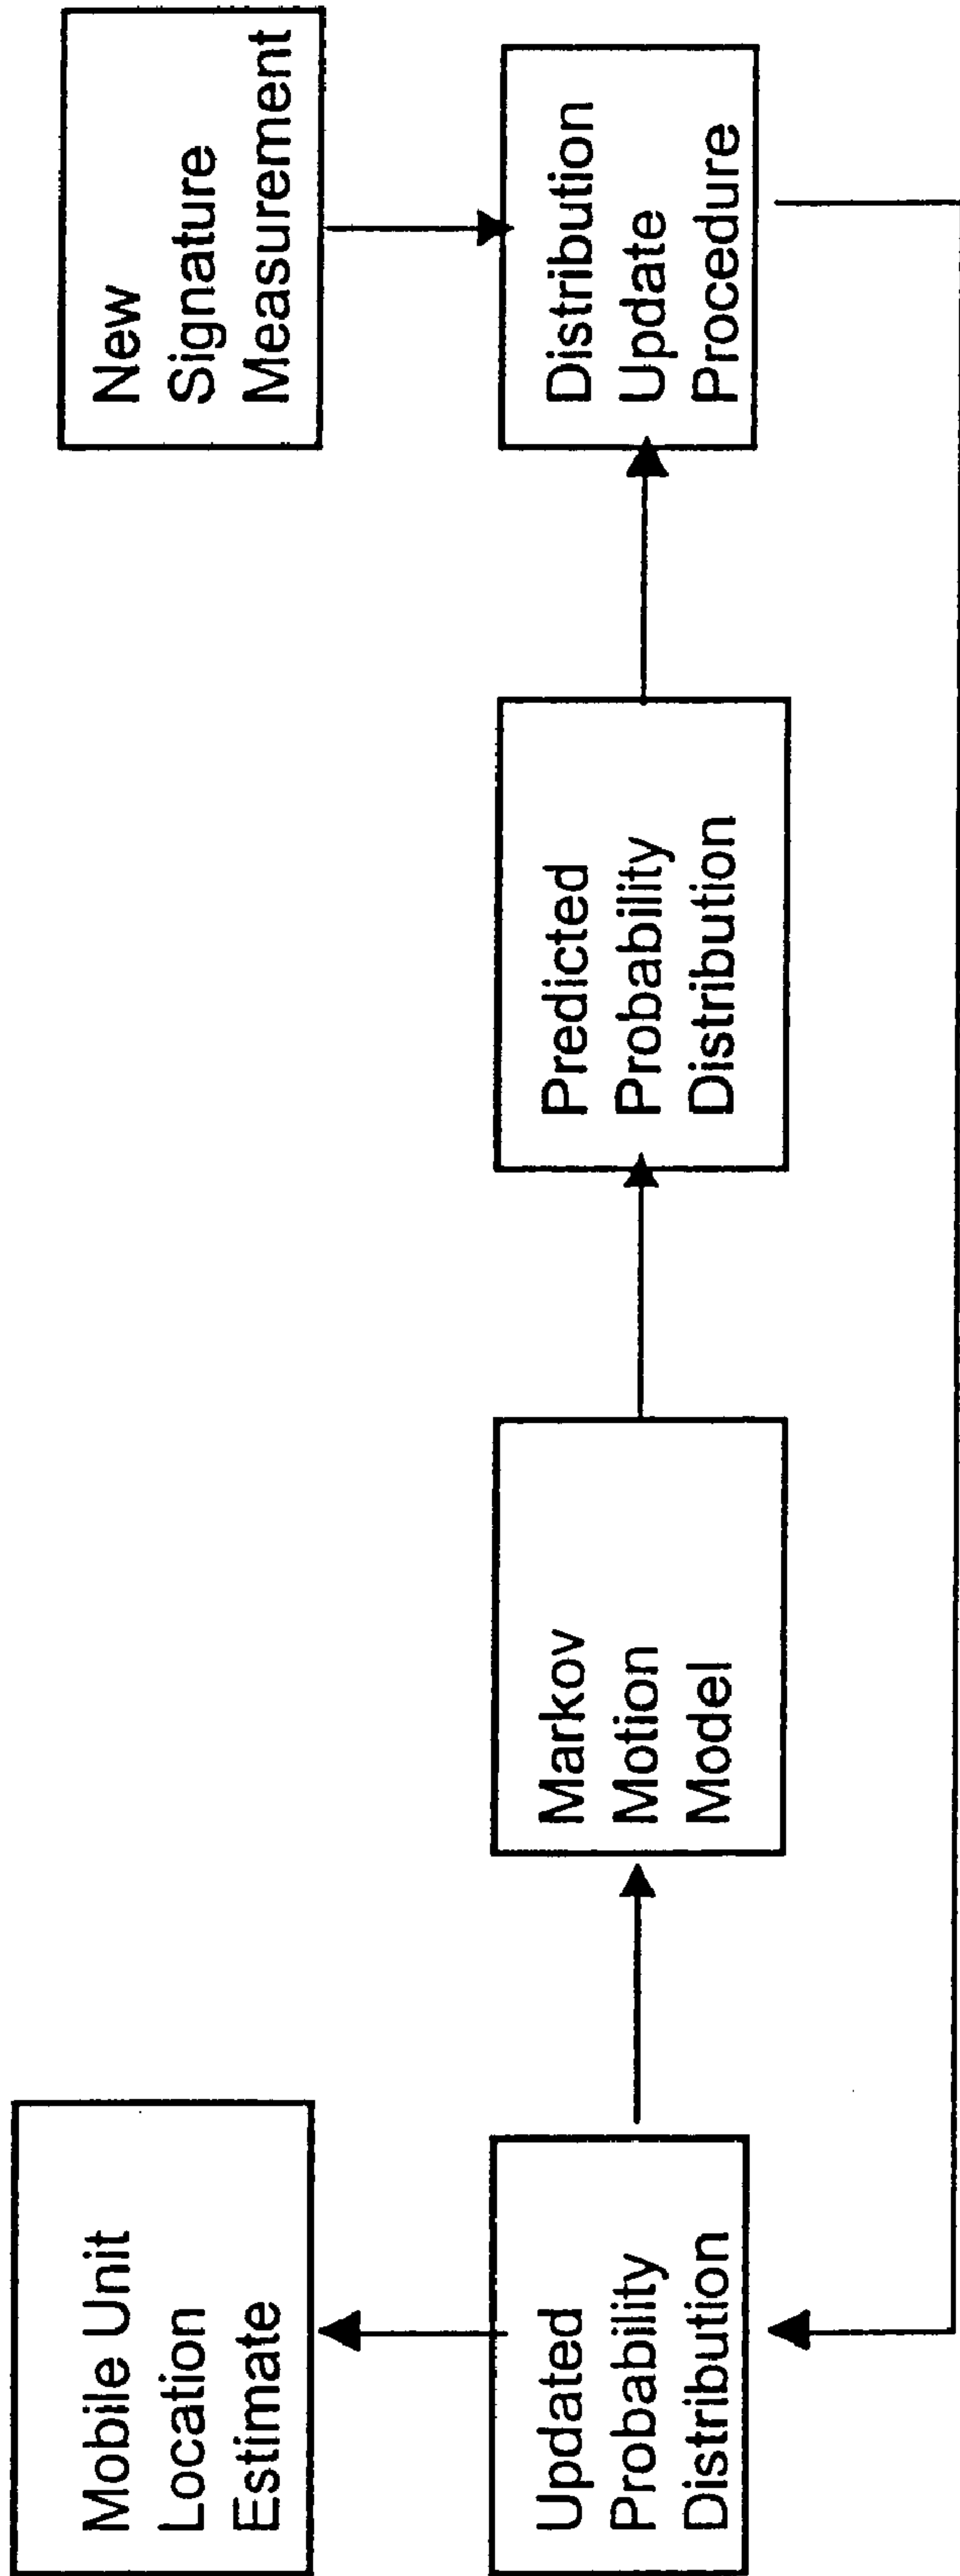 Mobile Unit
Location
Estimate
New
Signature
Measurement
Updated
Probability
Distribution
Markov
Motion
Model
Predicted
Probability
Distribution
Distribution
Update
Procedure